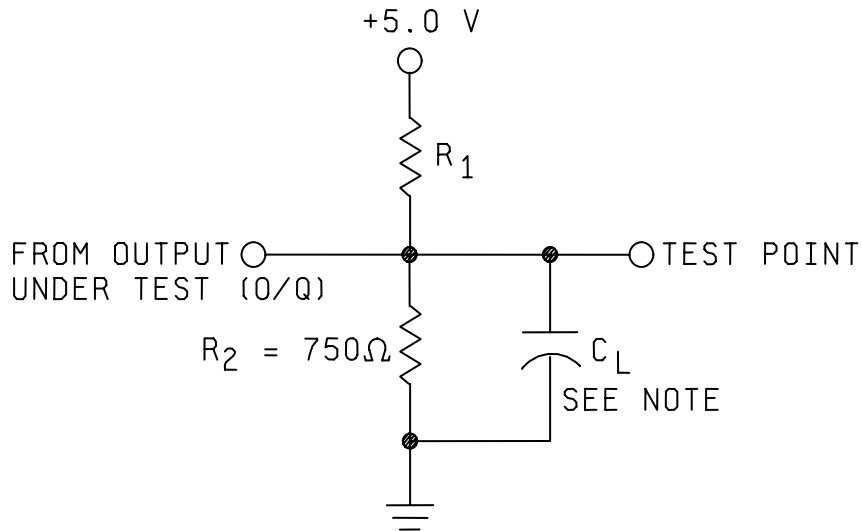 +5.0 V
R1
FROM OUTPUT
UNDER TEST (O/Q)
TEST POINT
R2 = 750Ω
CL
SEE NOTE